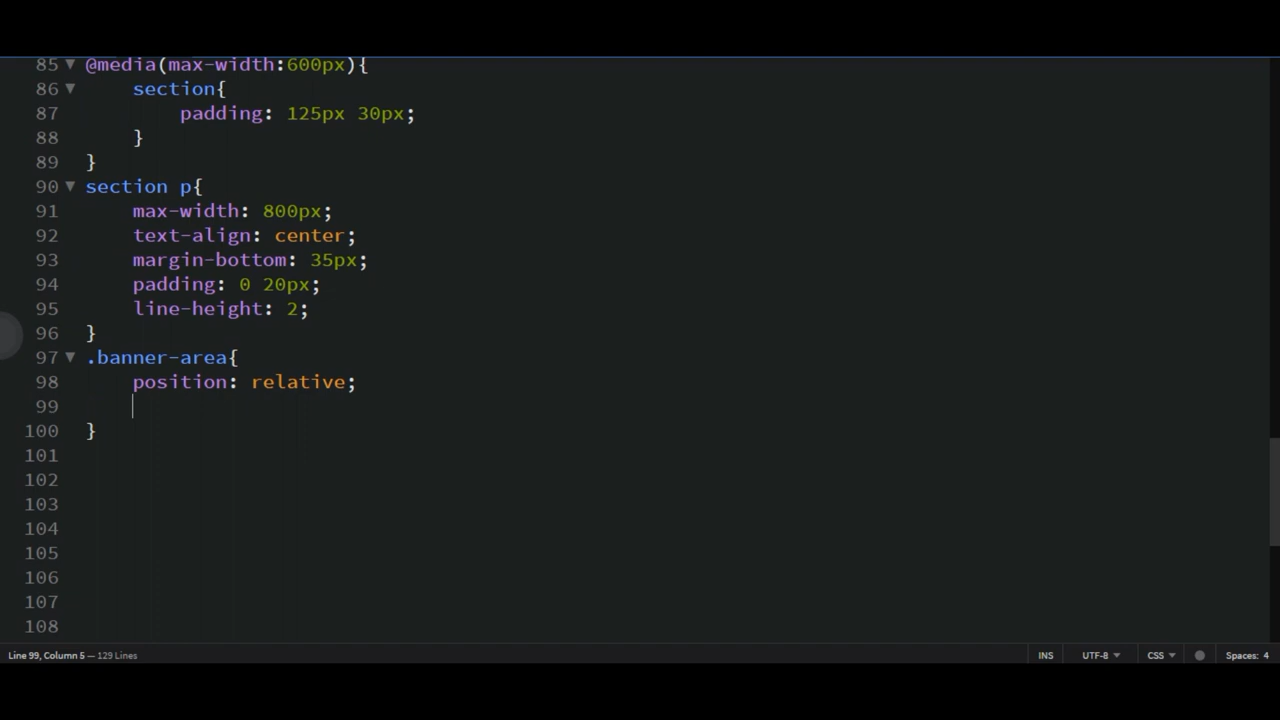 85 ▼ @media(max-width:600px){
86 ▼ section{
87 padding: 125px 30px;
88 }
89 }
90 ▼ section p{
91 max-width: 800px;
92 text-align: center;
93 margin-bottom: 35px;
94 padding: 0 20px;
95 line-height: 2;
96 }
97 ▼ .banner-area{
98 position: relative;
99
100 }
101
102
103
104
105
106
107
108
Line 99, Column 5 — 129 Lines INS UTF-8 ▼ CSS ▼ Spaces: 4